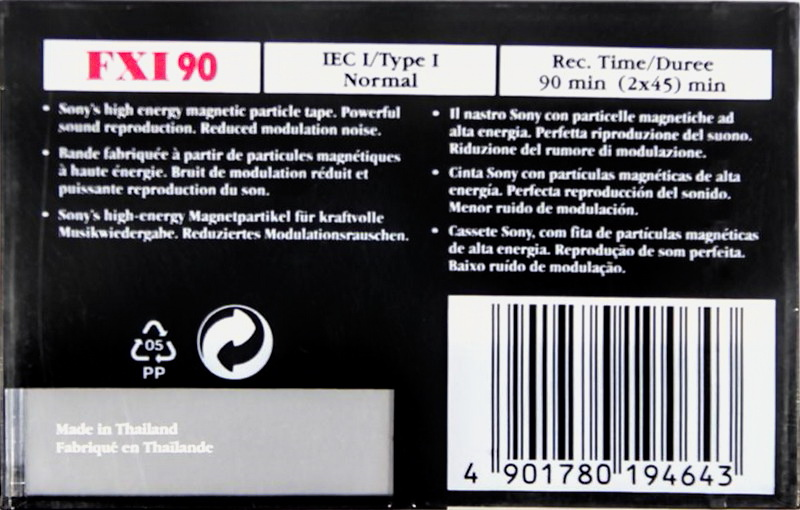 FXI 90
IEC I/Type I
Normal
Rec. Time/Duree
90 min (2x45) min
• Sony's high energy magnetic particle tape. Powerful
sound reproduction. Reduced modulation noise.
• Bande fabriquée à partir de particules magnétiques
à haute énergie. Bruit de modulation réduit et
puissante reproduction du son.
• Sony's high-energy Magnetpartikel für kraftvolle
Musikwiedergabe. Reduziertes Modulationsrauschen.
• Il nastro Sony con particelle magnetiche ad
alta energia. Perfetta riproduzione del suono.
Riduzione del rumore di modulazione.
• Cinta Sony con partículas magnéticas de alta
energía. Perfecta reproducción del sonido.
Menor ruido de modulación.
• Cassete Sony, com fita de partículas magnéticas
de alta energia. Reprodução de som perfeita.
Baixo ruído de modulação.
05
PP
Made in Thailand
Fabriqué en Thaïlande
4 901780 194643